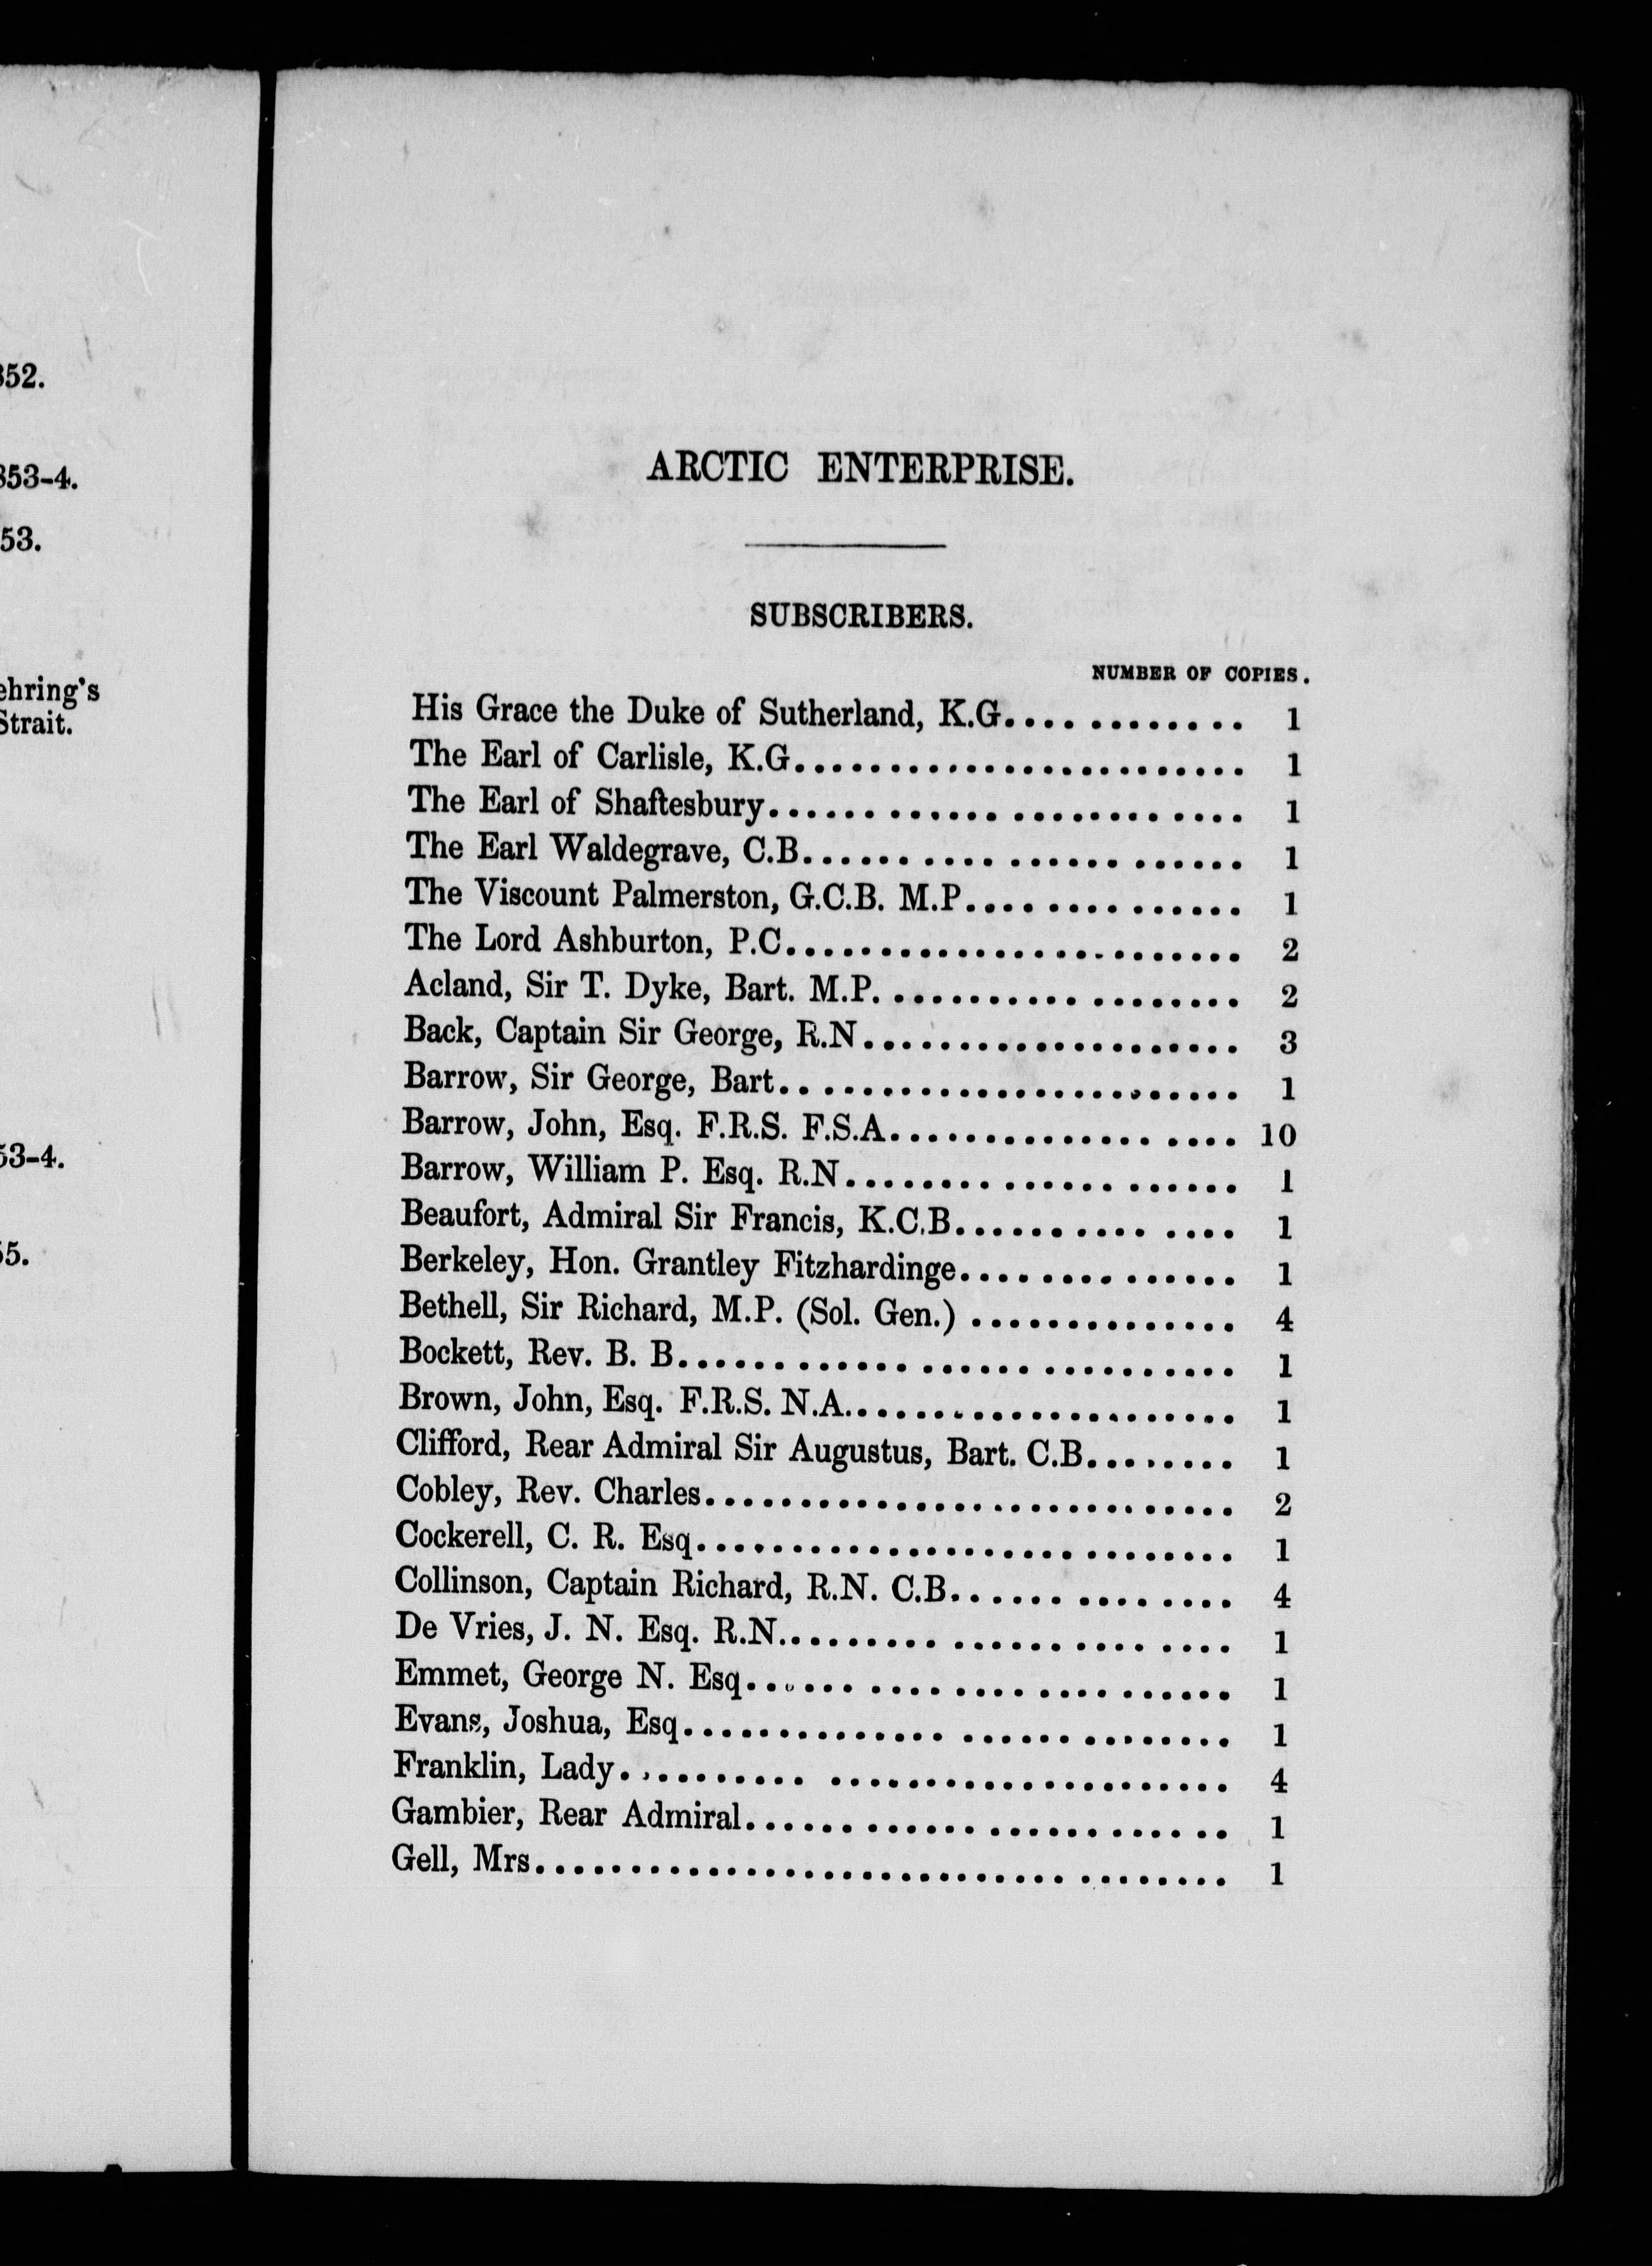 352.
353-4.
53.
ehring's
Strait.
53-4.
55.
ARCTIC ENTERPRISE.
SUBSCRIBERS.
NUMBER OF COPIES.
His Grace the Duke of Sutherland, K.G............. 1
The Earl of Carlisle, K.G........................ 1
The Earl of Shaftesbury......................... 1
The Earl Waldegrave, C.B...................... 1
The Viscount Palmerston, G.C.B. M.P.............. 1
The Lord Ashburton, P.C........................ 2
Acland, Sir T. Dyke, Bart. M.P. .................. 2
Back, Captain Sir George, R.N.................... 3
Barrow, Sir George, Bart........................ 1
Barrow, John, Esq. F.R.S. F.S.A.................. 10
Barrow, William P. Esq. R.N.................... 1
Beaufort, Admiral Sir Francis, K.C.B.............. 1
Berkeley, Hon. Grantley Fitzhardinge.............. 1
Bethell, Sir Richard, M.P. (Sol. Gen.) .............. 4
Bockett, Rev. B. B............................ 1
Brown, John, Esq. F.R.S. N.A.................... 1
Clifford, Rear Admiral Sir Augustus, Bart. C.B........ 1
Cobley, Rev. Charles............................ 2
Cockerell, C. R. Esq............................ 1
Collinson, Captain Richard, R.N. C.B.............. 4
De Vries, J. N. Esq. R.N....................... 1
Emmet, George N. Esq........................ 1
Evans, Joshua, Esq............................ 1
Franklin, Lady............................... 4
Gambier, Rear Admiral........................ 1
Gell, Mrs.................................... 1